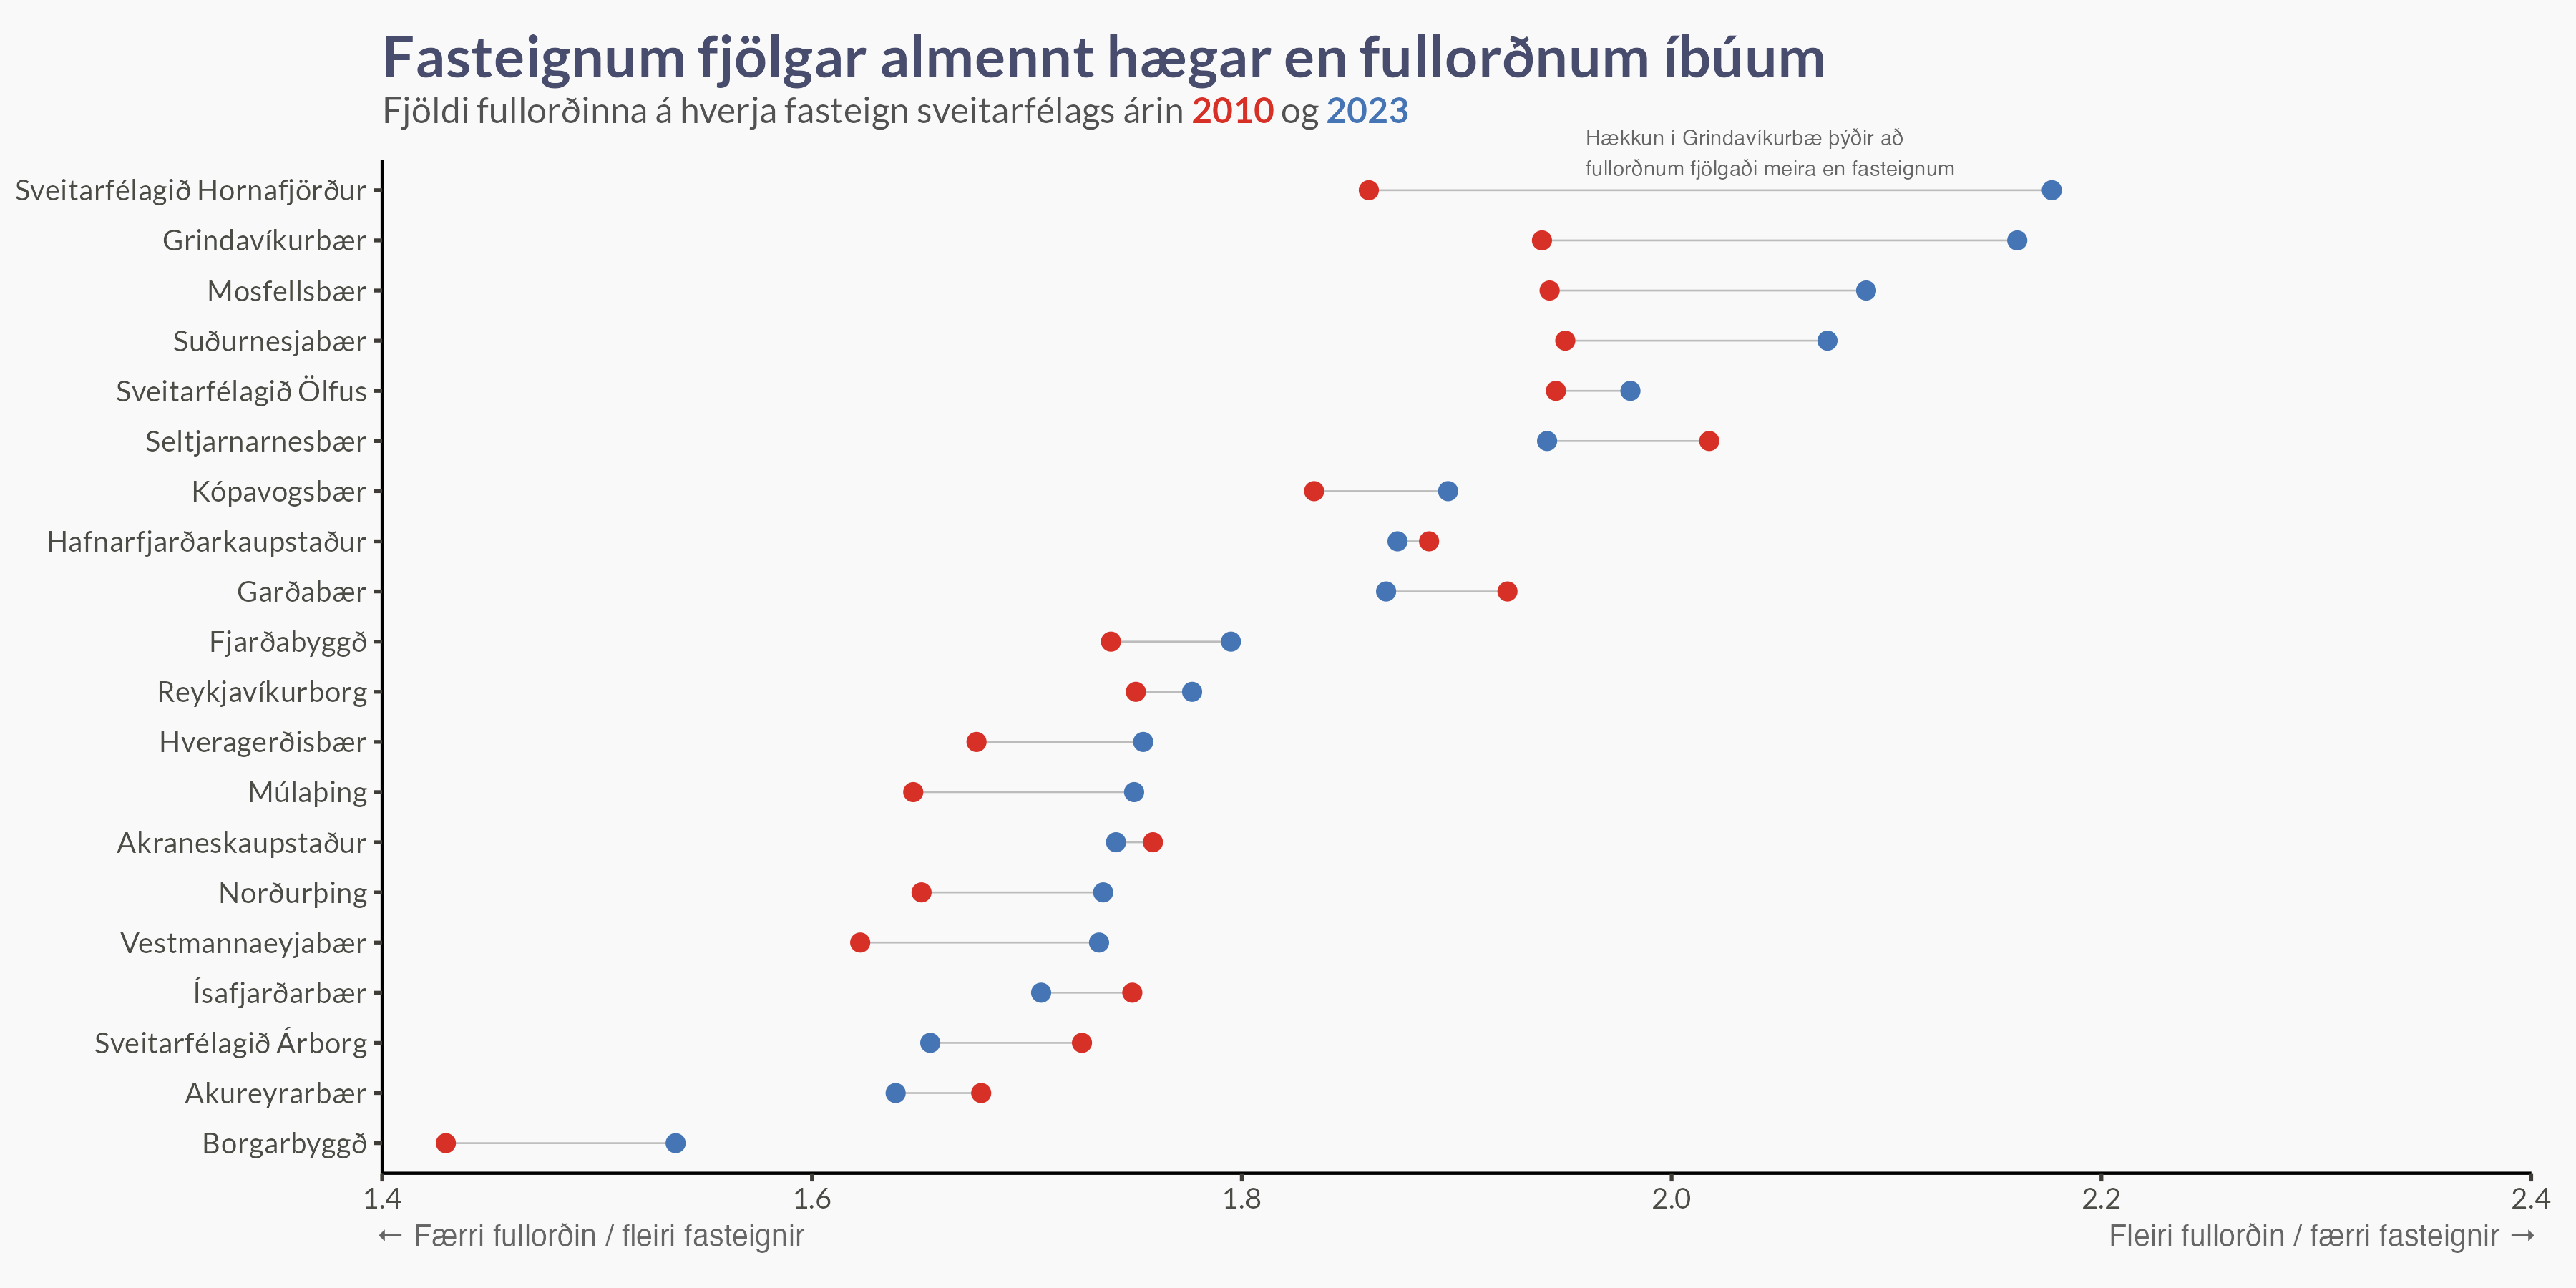 Fasteignum fjölgar almennt hægar en fullorðnum íbúum
Fjöldi fullorðinna á hverja fasteign sveitarfélags árin 2010 og 2023
Hækkun í Grindavíkurbæ þýðir að
fullorðnum fjölgaði meira en fasteignum
Sveitarfélagið Hornafjörður
Grindavíkurbær
Mosfellsbær
Suðurnesjabær
Sveitarfélagið Ölfus
Seltjarnarnesbær
Kópavogsbær
Hafnarfjarðarkaupstaður
Garðabær
Fjarðabyggð
Reykjavíkurborg
Hveragerðisbær
Múlaþing
Akraneskaupstaður
Norðurþing
Vestmannaeyjabær
Ísafjarðarbær
Sveitarfélagið Árborg
Akureyrarbær
Borgarbyggð
1.4 1.6 1.8 2.0 2.2 2.4
← Færri fullorðin / fleiri fasteignir Fleiri fullorðin / færri fasteignir →